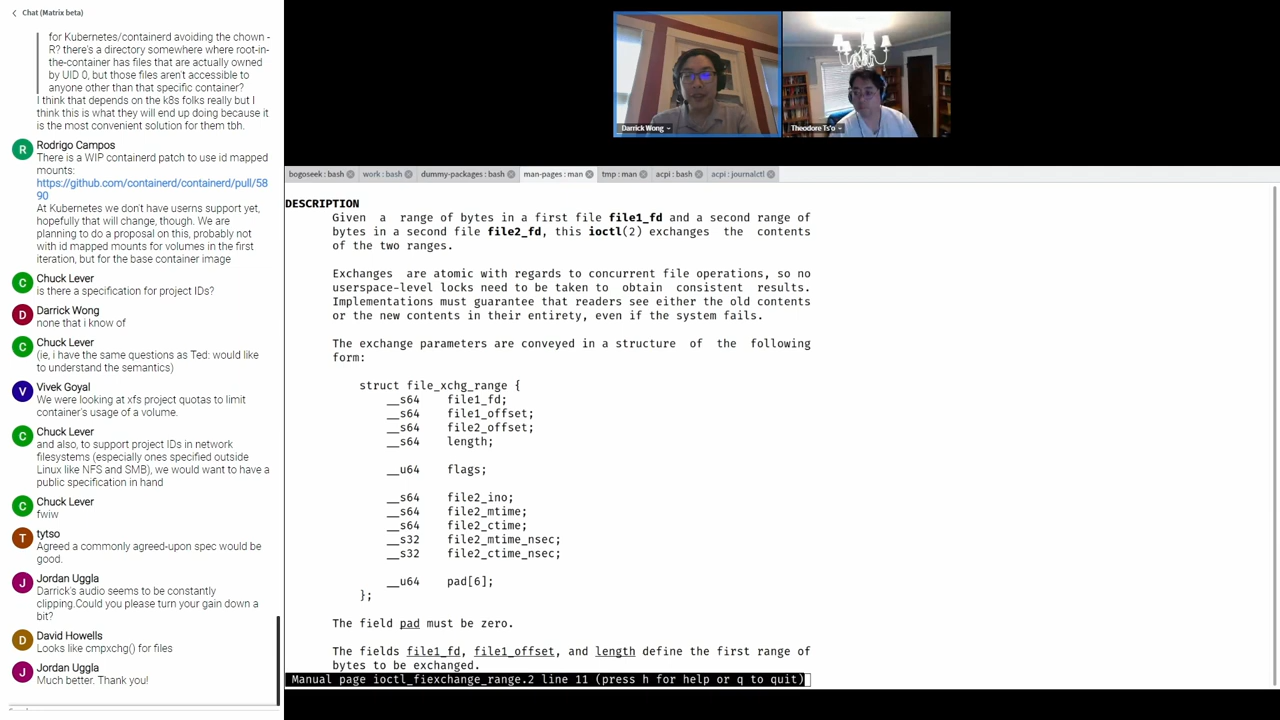 Chat (Matrix beta)
for Kubernetes/containerd avoiding the chown -
R? there's a directory somewhere where root-in-
the-container has files that are actually owned
by UID 0, but those files aren't accessible to
anyone other than that specific container?
I think that depends on the k8s folks really but I
think this is what they will end up doing because it
is the most convenient solution for them tbh.
R
Rodrigo Campos
There is a WIP containerd patch to use id mapped
mounts:
https://github.com/containerd/containerd/pull/58
90
At Kubernetes we don't have userns support yet,
hopefully that will change, though. We are
planning to do a proposal on this, probably not
with id mapped mounts for volumes in the first
iteration, but for the base container image
C
Chuck Lever
is there a specification for project IDs?
D
Darrick Wong
none that i know of
C
Chuck Lever
(ie, i have the same questions as Ted: would like
to understand the semantics)
V
Vivek Goyal
We were looking at xfs project quotas to limit
container's usage of a volume.
C
Chuck Lever
and also, to support project IDs in network
filesystems (especially ones specified outside
Linux like NFS and SMB), we would want to have a
public specification in hand
C
Chuck Lever
fwiw
T
tytso
Agreed a commonly agreed-upon spec would be
good.
J
Jordan Uggla
Darrick's audio seems to be constantly
clipping.Could you please turn your gain down a
bit?
D
David Howells
Looks like cmpxchg() for files
J
Jordan Uggla
Much better. Thank you!
Darrick Wong
Theodore Ts'o
bogoseek : bash
work : bash
dummy-packages : bash
man-pages : man
tmp : man
acpi : bash
acpi : journalctl
DESCRIPTION
Given a range of bytes in a first file file1_fd and a second range of
bytes in a second file file2_fd, this ioctl(2) exchanges the contents
of the two ranges.
Exchanges are atomic with regards to concurrent file operations, so no
userspace-level locks need to be taken to obtain consistent results.
Implementations must guarantee that readers see either the old contents
or the new contents in their entirety, even if the system fails.
The exchange parameters are conveyed in a structure of the following
form:
struct file_xchg_range {
__s64 file1_fd;
__s64 file1_offset;
__s64 file2_offset;
__s64 length;
__u64 flags;
__s64 file2_ino;
__s64 file2_mtime;
__s64 file2_ctime;
__s32 file2_mtime_nsec;
__s32 file2_ctime_nsec;
__u64 pad[6];
};
The field pad must be zero.
The fields file1_fd, file1_offset, and length define the first range of
bytes to be exchanged.
Manual page ioctl_fiexchange_range.2 line 11 (press h for help or q to quit)